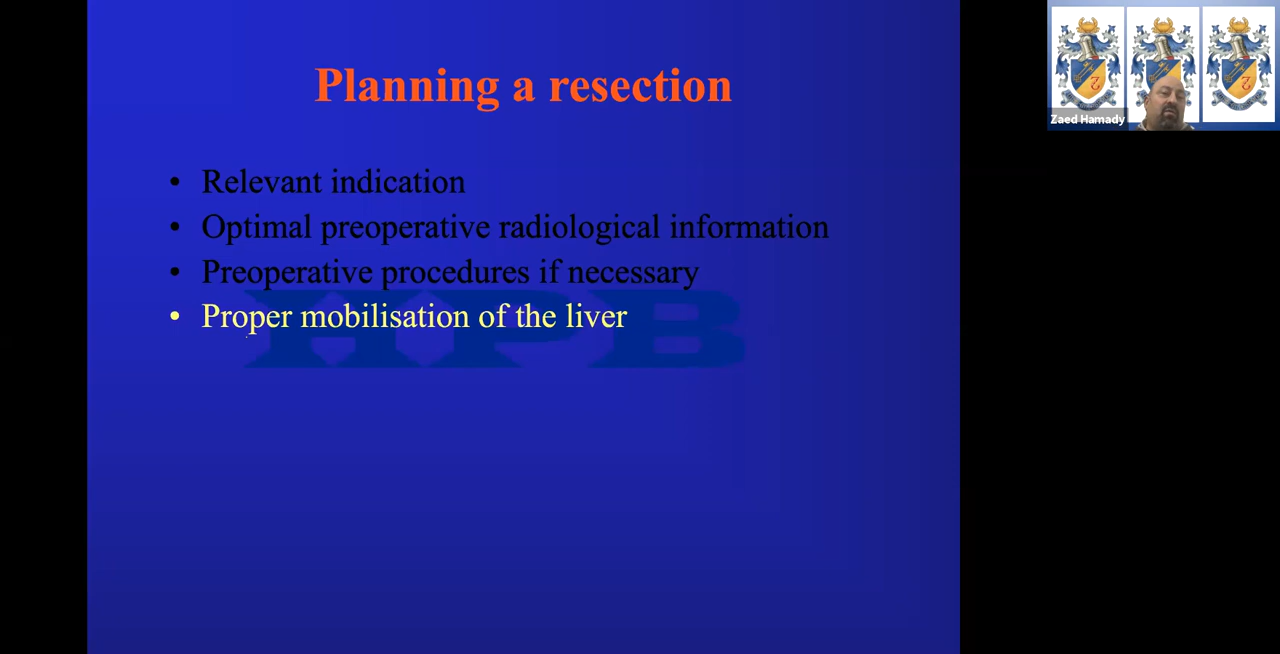 Planning a resection
• Relevant indication
• Optimal preoperative radiological information
• Preoperative procedures if necessary
• Proper mobilisation of the liver
HPB
Zaed Hamady